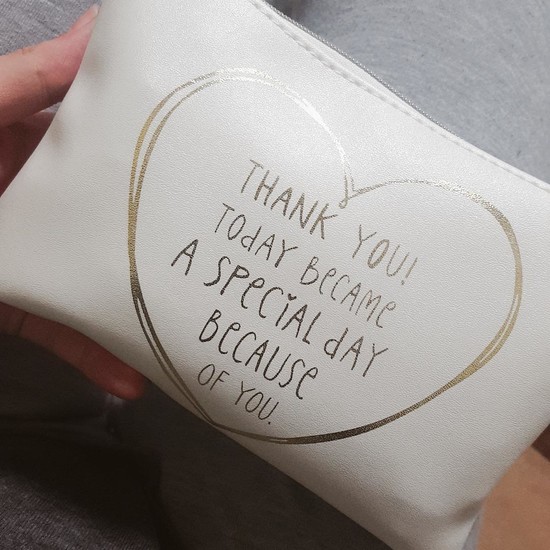 THANK YOU!
TOdAY BECAME
A SPECiAL dAY
BECAUSE
OF YOU.